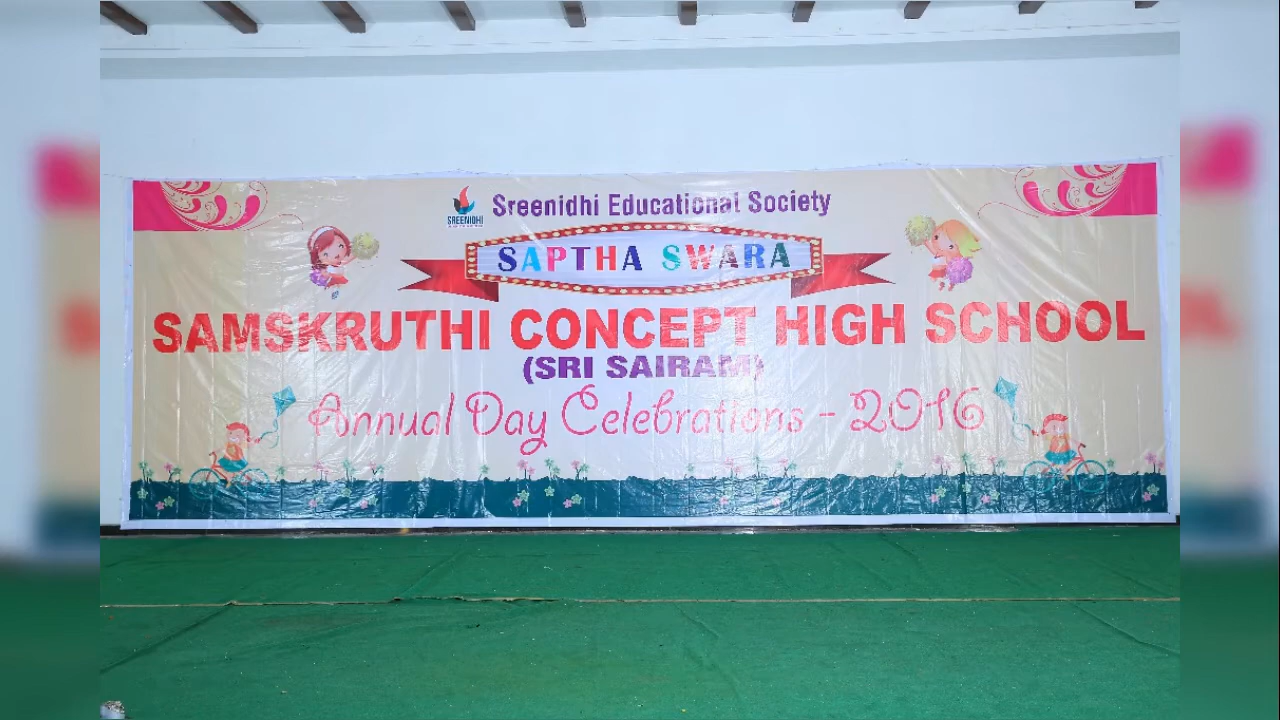 Sreenidhi Educational Society
SREENIDHI
SAPTHA SWARA
SAMSKRUTHI CONCEPT HIGH SCHOOL
(SRI SAIRAM)
Annual Day Celebrations - 2016